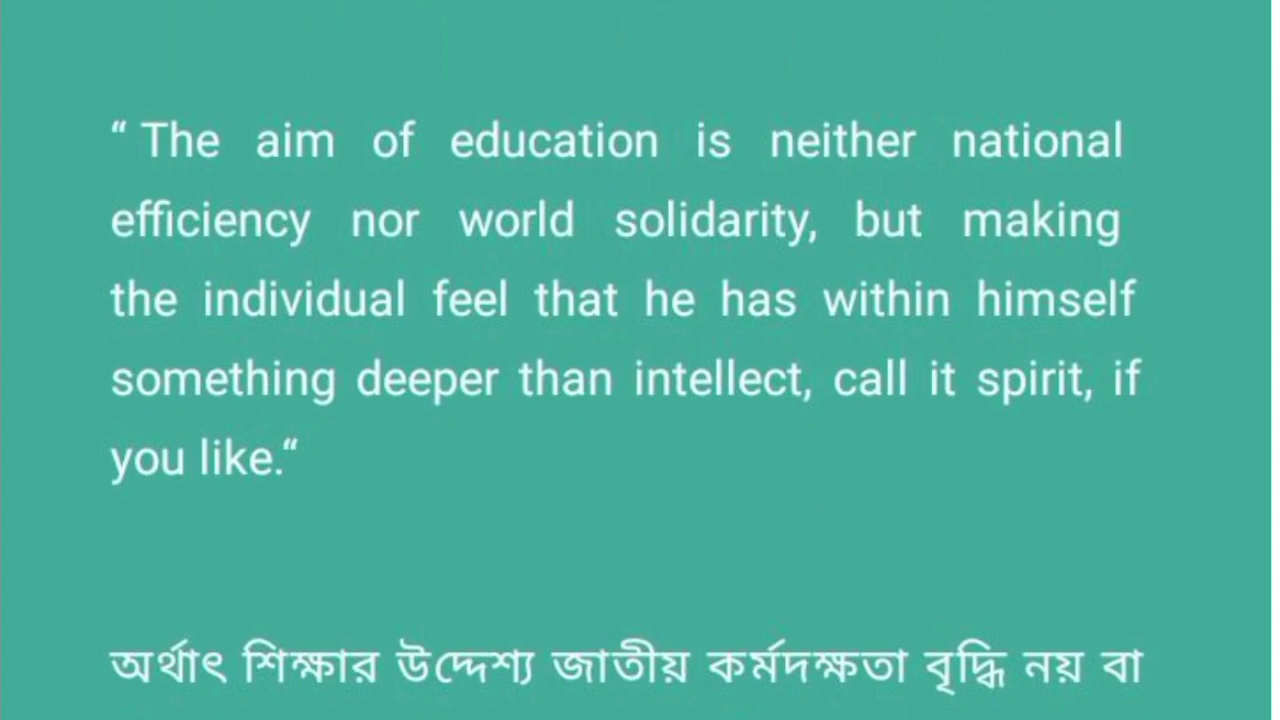 “ The aim of education is neither national
efficiency nor world solidarity, but making
the individual feel that he has within himself
something deeper than intellect, call it spirit, if
you like.“
অর্থাৎ শিক্ষার উদ্দেশ্য জাতীয় কর্মদক্ষতা বৃদ্ধি নয় বা